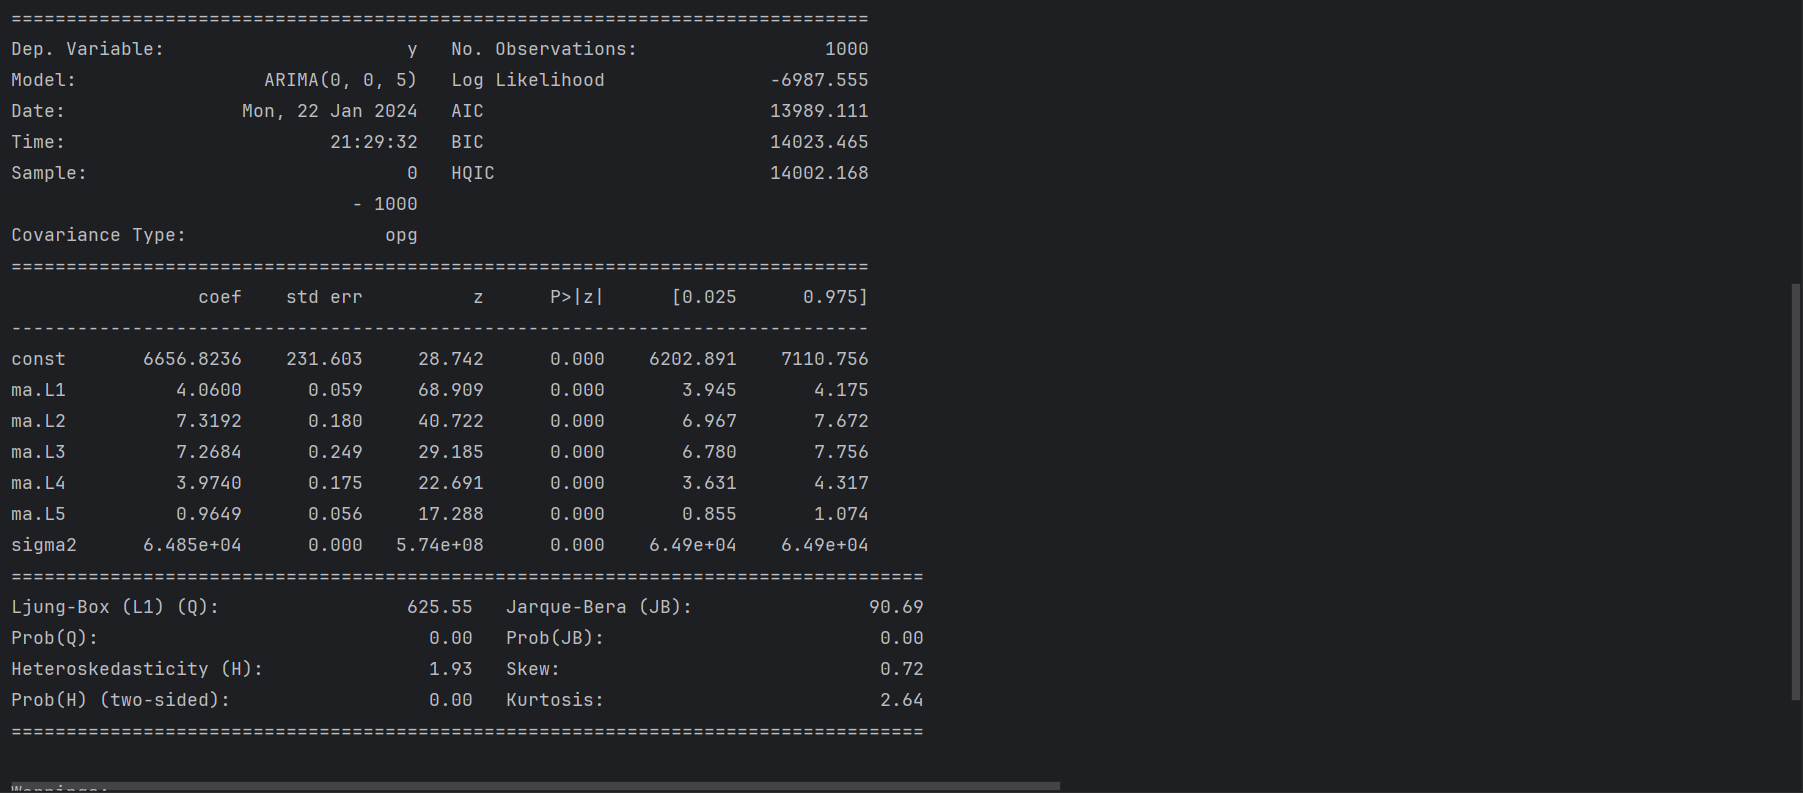 ==============================================================================
Dep. Variable:                      y   No. Observations:                 1000
Model:                 ARIMA(0, 0, 5)   Log Likelihood               -6987.555
Date:                Mon, 22 Jan 2024   AIC                          13989.111
Time:                        21:29:32   BIC                          14023.465
Sample:                             0   HQIC                         14002.168
                               - 1000
Covariance Type:                  opg
==============================================================================
                 coef    std err          z      P>|z|      [0.025      0.975]
------------------------------------------------------------------------------
const       6656.8236    231.603     28.742      0.000    6202.891    7110.756
ma.L1          4.0600      0.059     68.909      0.000       3.945       4.175
ma.L2          7.3192      0.180     40.722      0.000       6.967       7.672
ma.L3          7.2684      0.249     29.185      0.000       6.780       7.756
ma.L4          3.9740      0.175     22.691      0.000       3.631       4.317
ma.L5          0.9649      0.056     17.288      0.000       0.855       1.074
sigma2      6.485e+04      0.000   5.74e+08      0.000    6.49e+04    6.49e+04
===================================================================================
Ljung-Box (L1) (Q):                 625.55   Jarque-Bera (JB):                90.69
Prob(Q):                              0.00   Prob(JB):                         0.00
Heteroskedasticity (H):               1.93   Skew:                             0.72
Prob(H) (two-sided):                  0.00   Kurtosis:                         2.64
===================================================================================
Warnings: